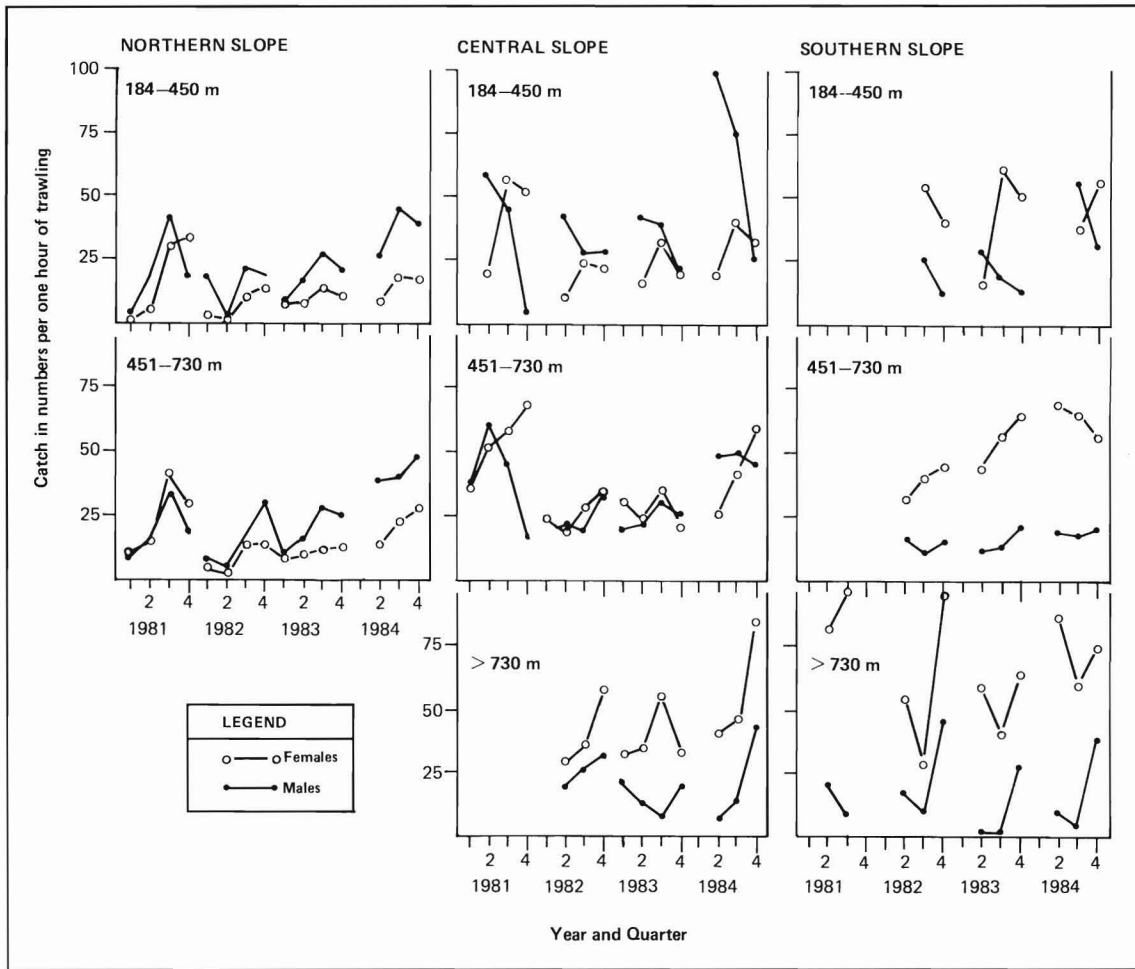 NORTHERN SLOPE
CENTRAL SLOPE
SOUTHERN SLOPE
Catch in numbers per one hour of trawling
100
75
50
25
184–450 m
184–450 m
184--450 m
75
50
25
451–730 m
451–730 m
451–730 m
2 4 2 4 2 4 2 4
1981 1982 1983 1984
75
50
25
> 730 m
> 730 m
LEGEND
Females
Males
2 4 2 4 2 4 2 4
1981 1982 1983 1984
2 4 2 4 2 4 2 4
1981 1982 1983 1984
Year and Quarter